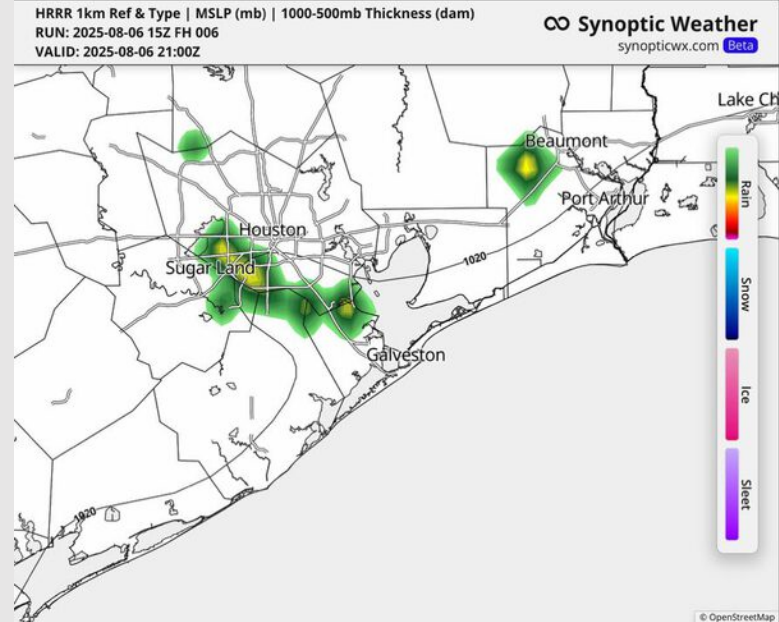 HRRR 1km Ref & Type | MSLP (mb) | 1000-500mb Thickness (dam)
RUN: 2025-08-06 15Z FH 006
VALID: 2025-08-06 21:00Z
Synoptic Weather
synopticwx.com Beta
Lake Ch
Beaumont
Port Arthur
Houston
1020
Sugar Land
Galveston
1020
Rain
Snow
Ice
Sleet
© OpenStreetMap